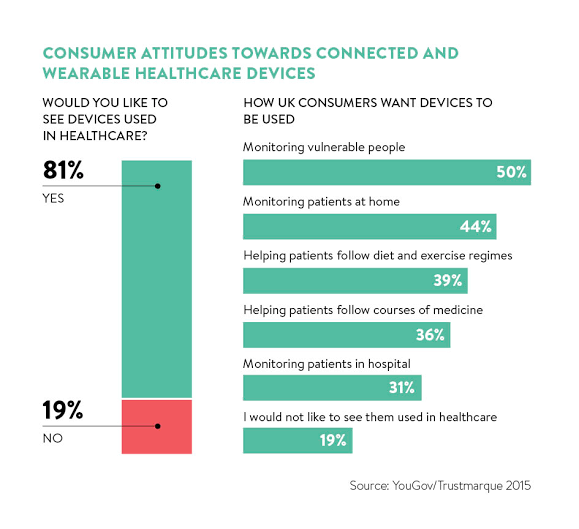 CONSUMER ATTITUDES TOWARDS CONNECTED AND
WEARABLE HEALTHCARE DEVICES
WOULD YOU LIKE TO
SEE DEVICES USED
IN HEALTHCARE?
81%
YES
19%
NO
HOW UK CONSUMERS WANT DEVICES TO
BE USED
Monitoring vulnerable people
50%
Monitoring patients at home
44%
Helping patients follow diet and exercise regimes
39%
Helping patients follow courses of medicine
36%
Monitoring patients in hospital
31%
I would not like to see them used in healthcare
19%
Source: YouGov/Trustmarque 2015